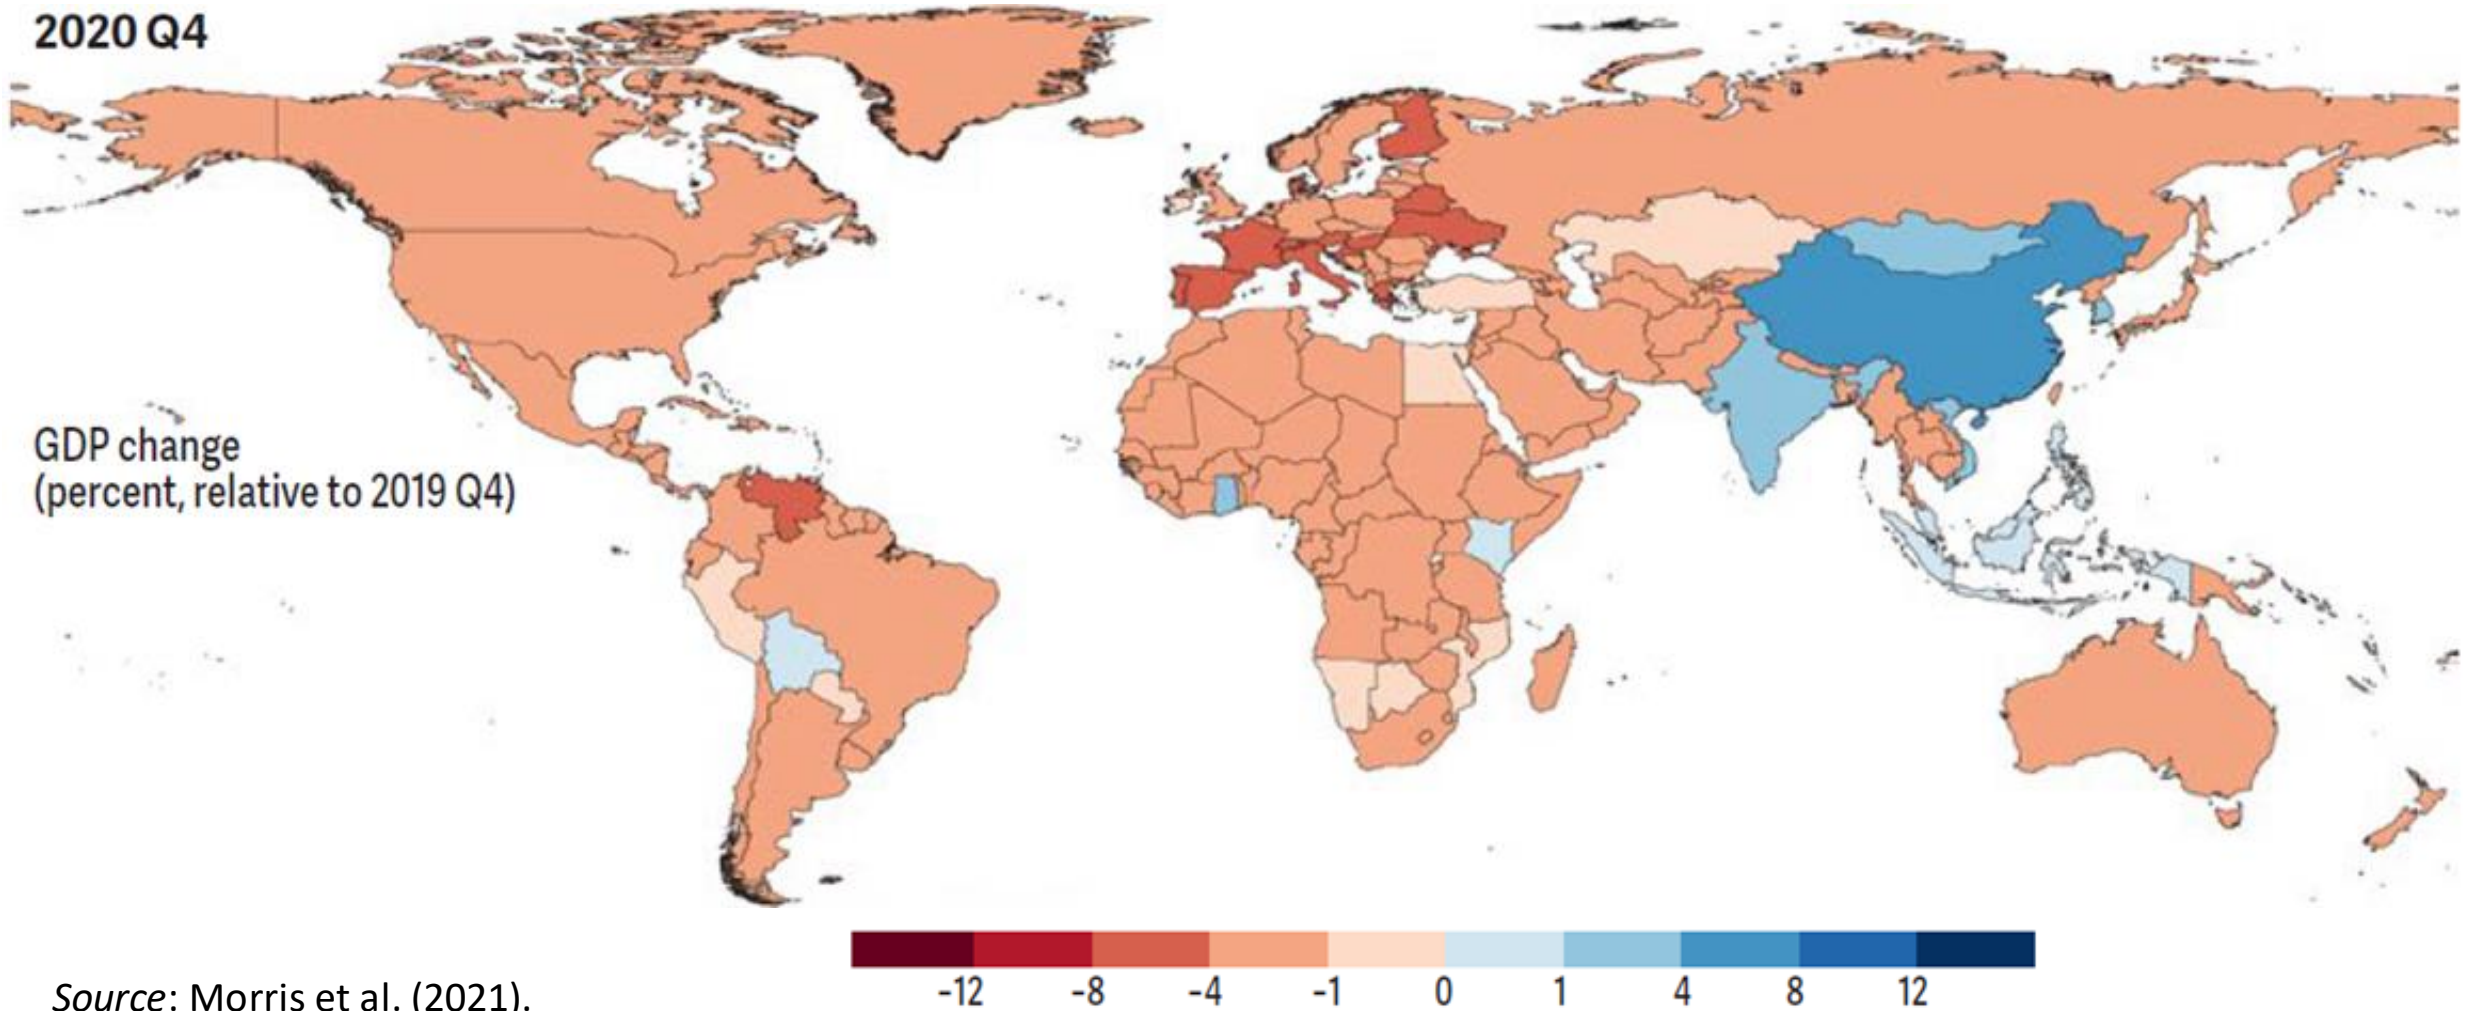 2020 Q4
GDP change
(percent, relative to 2019 Q4)
-12 -8 -4 -1 0 1 4 8 12
Source: Morris et al. (2021).